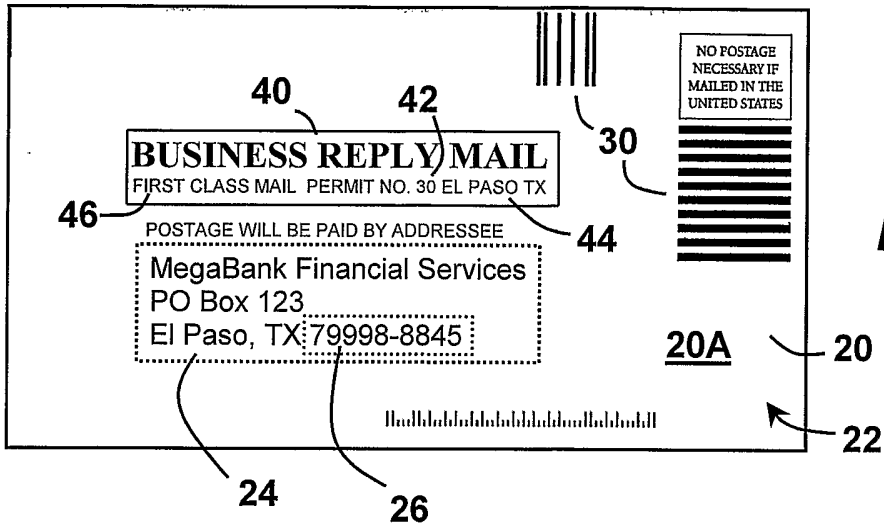 NO POSTAGE
NECESSARY IF
MAILED IN THE
UNITED STATES
40
42
30
BUSINESS REPLY MAIL
FIRST CLASS MAIL PERMIT NO. 30 EL PASO TX
46
44
POSTAGE WILL BE PAID BY ADDRESSEE
MegaBank Financial Services
PO Box 123
El Paso, TX 79998-8845
20A
20
22
24
26